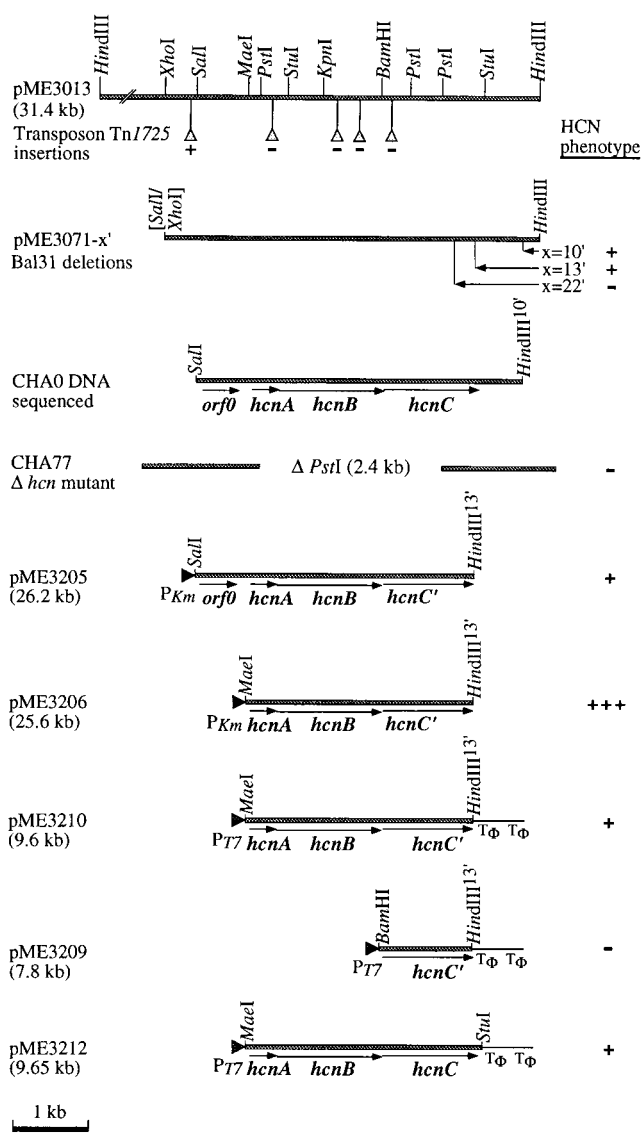 HindIII XhoI SalI MaeI PstI StuI KpnI BamHI PstI PstI StuI HindIII
pME3013
(31.4 kb)
Transposon Tn1725
insertions
+ - - - -
HCN
phenotype
[SalI/
XhoI]
HindIII
pME3071-x'
Bal31 deletions
x=10' +
x=13' +
x=22' -
SalI HindIII10'
CHA0 DNA
sequenced
orf0 hcnA hcnB hcnC
CHA77
Δ hcn mutant
Δ PstI (2.4 kb) -
SalI HindIII13'
pME3205
(26.2 kb)
PKm orf0 hcnA hcnB hcnC' +
MaeI HindIII13'
pME3206
(25.6 kb)
PKm hcnA hcnB hcnC' +++
MaeI HindIII13'
pME3210
(9.6 kb)
PT7 hcnA hcnB hcnC' TΦ TΦ +
BamHI HindIII13'
pME3209
(7.8 kb)
PT7 hcnC' TΦ TΦ -
MaeI StuI
pME3212
(9.65 kb)
PT7 hcnA hcnB hcnC TΦ TΦ +
1 kb